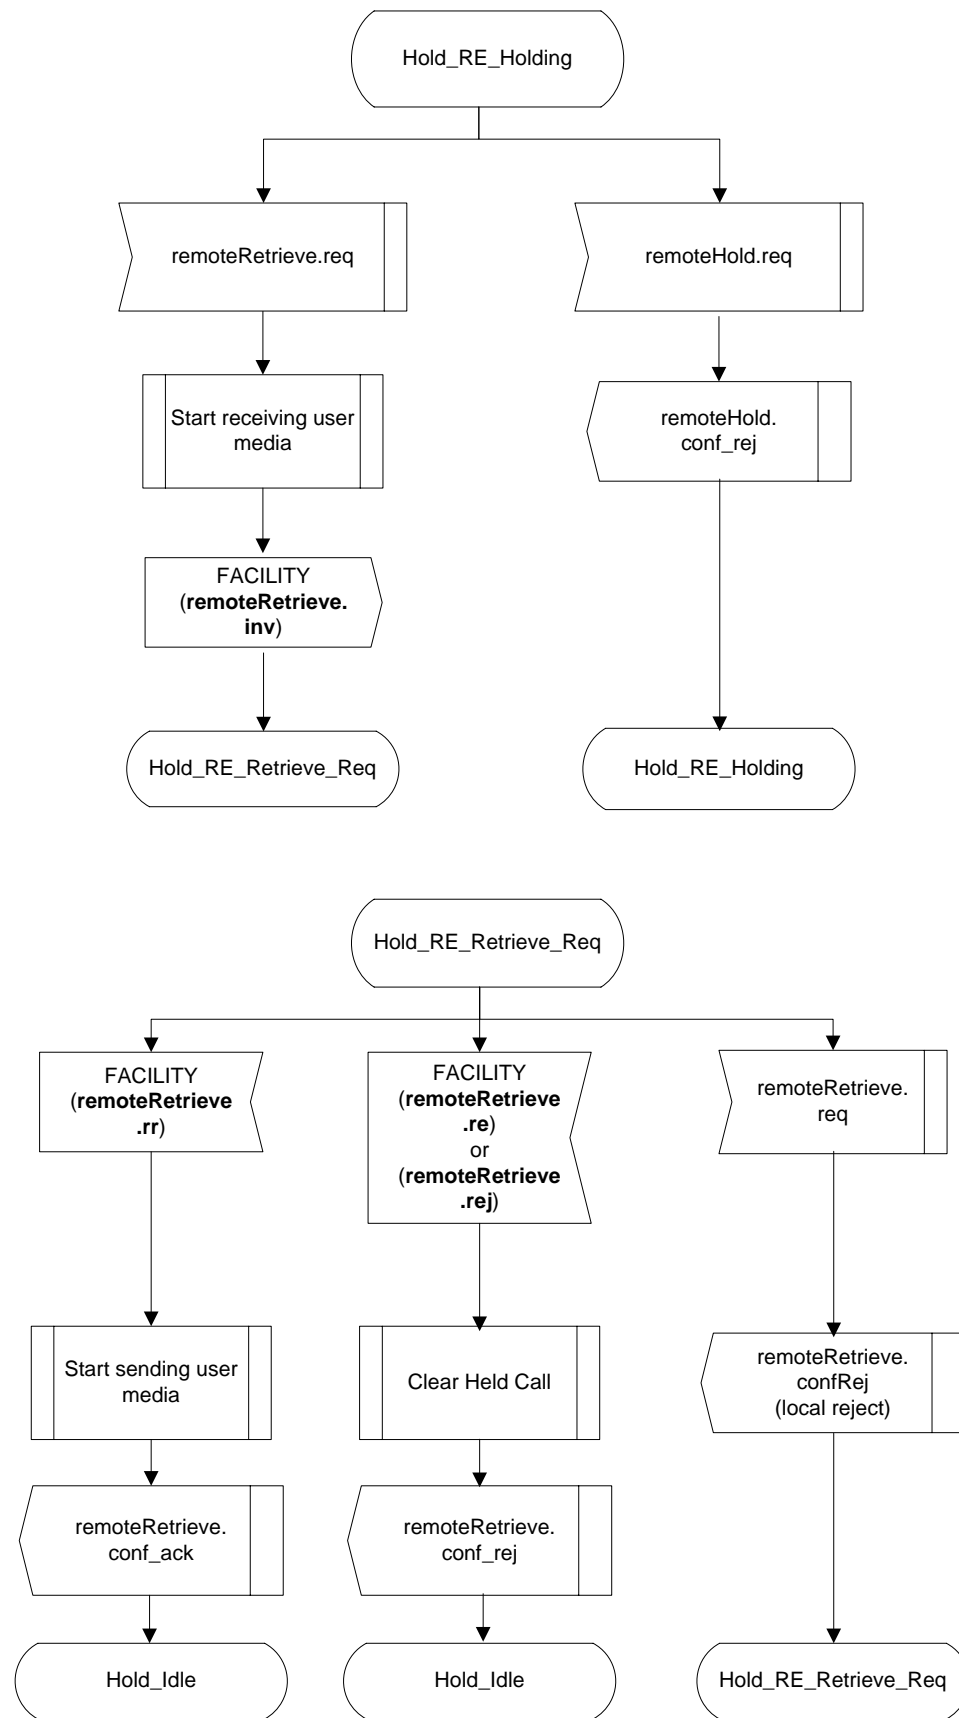 Hold_RE_Holding
remoteRetrieve.req
remoteHold.req
Start receiving user
media
remoteHold.
conf_rej
FACILITY
(remoteRetrieve.
inv)
Hold_RE_Retrieve_Req
Hold_RE_Holding
Hold_RE_Retrieve_Req
FACILITY
(remoteRetrieve
.rr)
FACILITY
(remoteRetrieve
.re)
or
(remoteRetrieve
.rej)
remoteRetrieve.
req
Start sending user
media
Clear Held Call
remoteRetrieve.
confRej
(local reject)
remoteRetrieve.
conf_ack
remoteRetrieve.
conf_rej
Hold_Idle
Hold_Idle
Hold_RE_Retrieve_Req